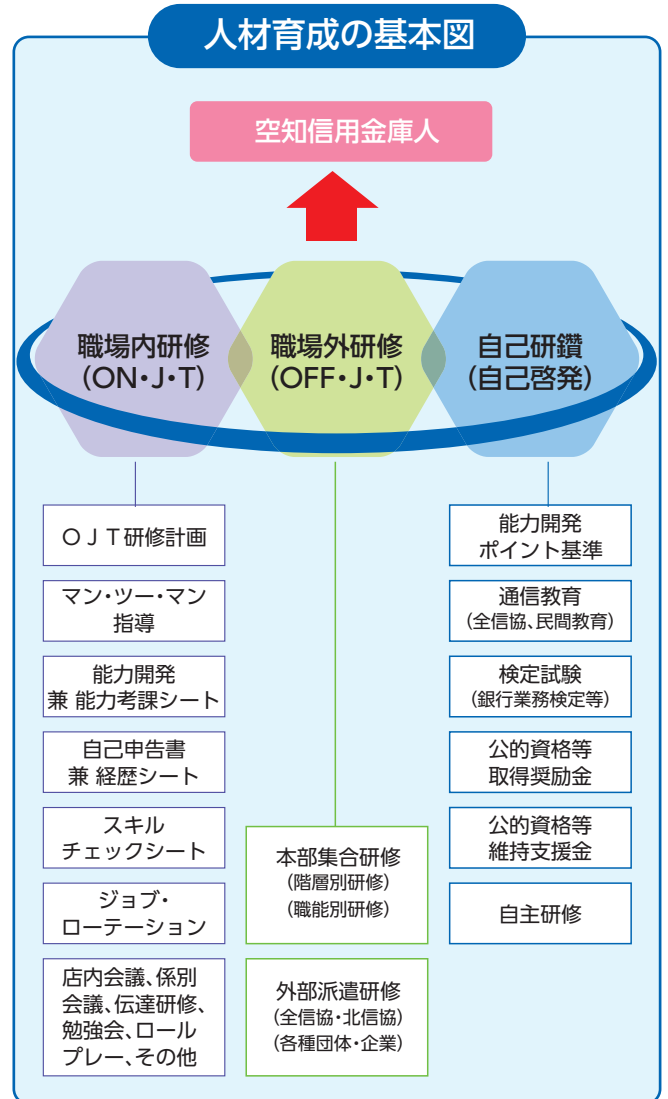 人材育成の基本図
空知信用金庫人
職場内研修
(ON・J・T)
職場外研修
(OFF・J・T)
自己研鑽
(自己啓発)
ＯＪＴ研修計画
マン・ツー・マン
指導
能力開発
兼 能力考課シート
自己申告書
兼 経歴シート
スキル
チェックシート
ジョブ・
ローテーション
店内会議、係別
会議、伝達研修、
勉強会、ロール
プレー、その他
本部集合研修
(階層別研修)
(職能別研修)
外部派遣研修
(全信協・北信協)
(各種団体・企業)
能力開発
ポイント基準
通信教育
(全信協、民間教育)
検定試験
(銀行業務検定等)
公的資格等
取得奨励金
公的資格等
維持支援金
自主研修